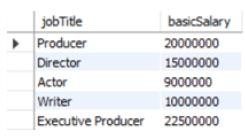 jobTitle basicSalary
Producer 20000000
Director 15000000
Actor 9000000
Writer 10000000
Executive Producer 22500000